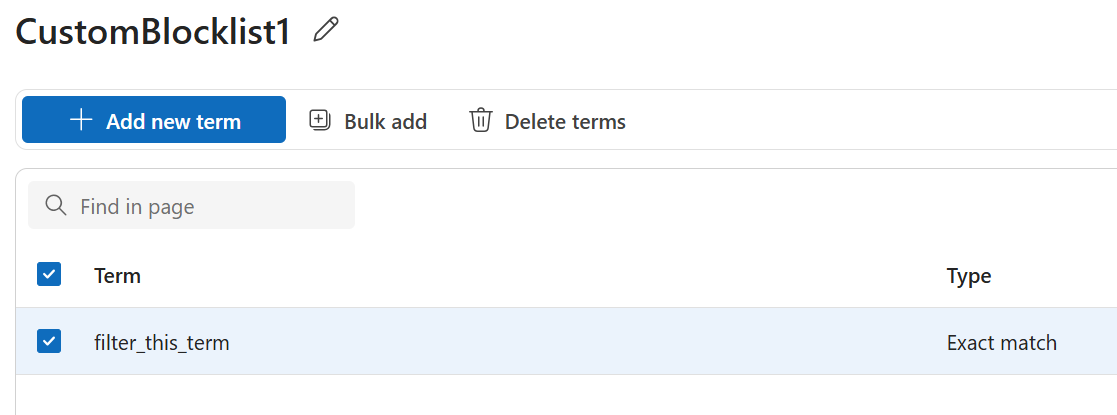 CustomBlocklist1
Add new term Bulk add Delete terms
Find in page
Term Type
filter_this_term Exact match